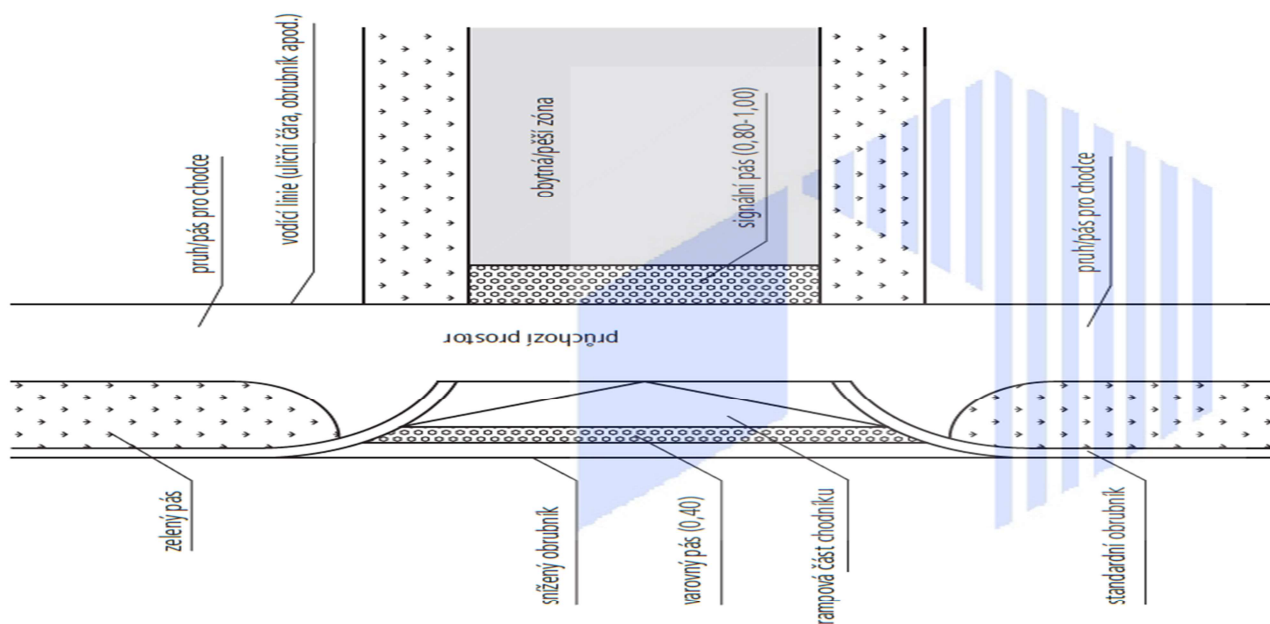 pruh/pás pro chodce
vodící linie (uliční čára, obrubník apod.)
obytná/pěší zóna
signální pás (0,80-1,00)
pruh/pás pro chodce
průchozí prostor
zelený pás
snížený obrubník
varovný pás (0,40)
rampová část chodníku
standardní obrubník